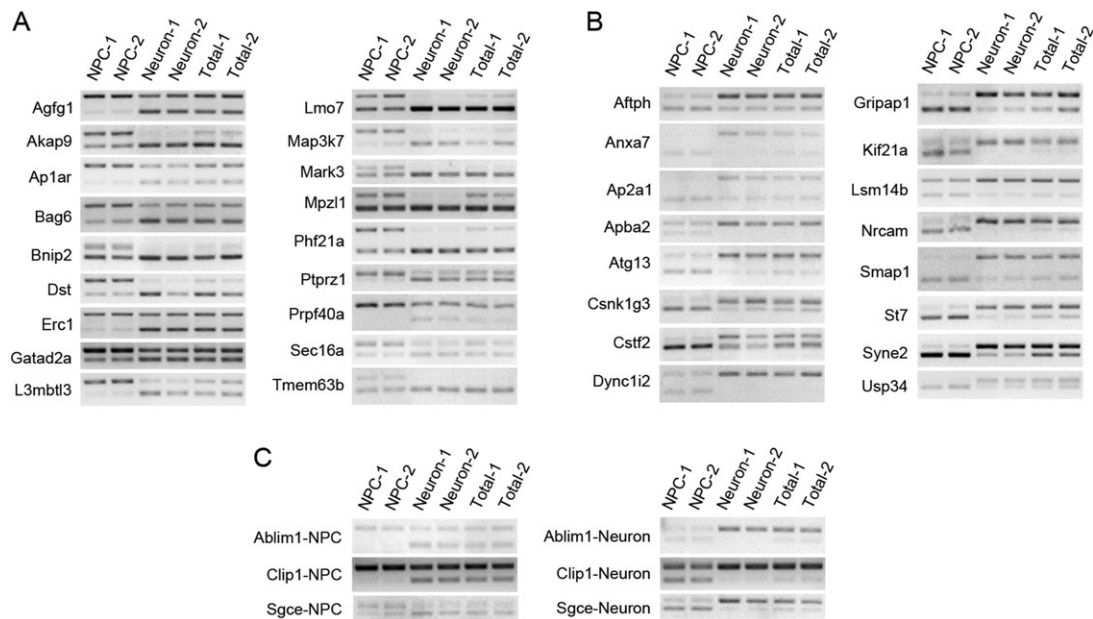 A
NPC-1 NPC-2 Neuron-1 Neuron-2 Total-1 Total-2
Agfg1
Akap9
Ap1ar
Bag6
Bnip2
Dst
Erc1
Gatad2a
L3mbtl3
NPC-1 NPC-2 Neuron-1 Neuron-2 Total-1 Total-2
Lmo7
Map3k7
Mark3
Mpzl1
Phf21a
Ptprz1
Prpf40a
Sec16a
Tmem63b
B
NPC-1 NPC-2 Neuron-1 Neuron-2 Total-1 Total-2
Aftph
Anxa7
Ap2a1
Apba2
Atg13
Csnk1g3
Cstf2
Dync1i2
NPC-1 NPC-2 Neuron-1 Neuron-2 Total-1 Total-2
Gripap1
Kif21a
Lsm14b
Nrcam
Smap1
St7
Syne2
Usp34
C
NPC-1 NPC-2 Neuron-1 Neuron-2 Total-1 Total-2
Ablim1-NPC
Clip1-NPC
Sgce-NPC
NPC-1 NPC-2 Neuron-1 Neuron-2 Total-1 Total-2
Ablim1-Neuron
Clip1-Neuron
Sgce-Neuron